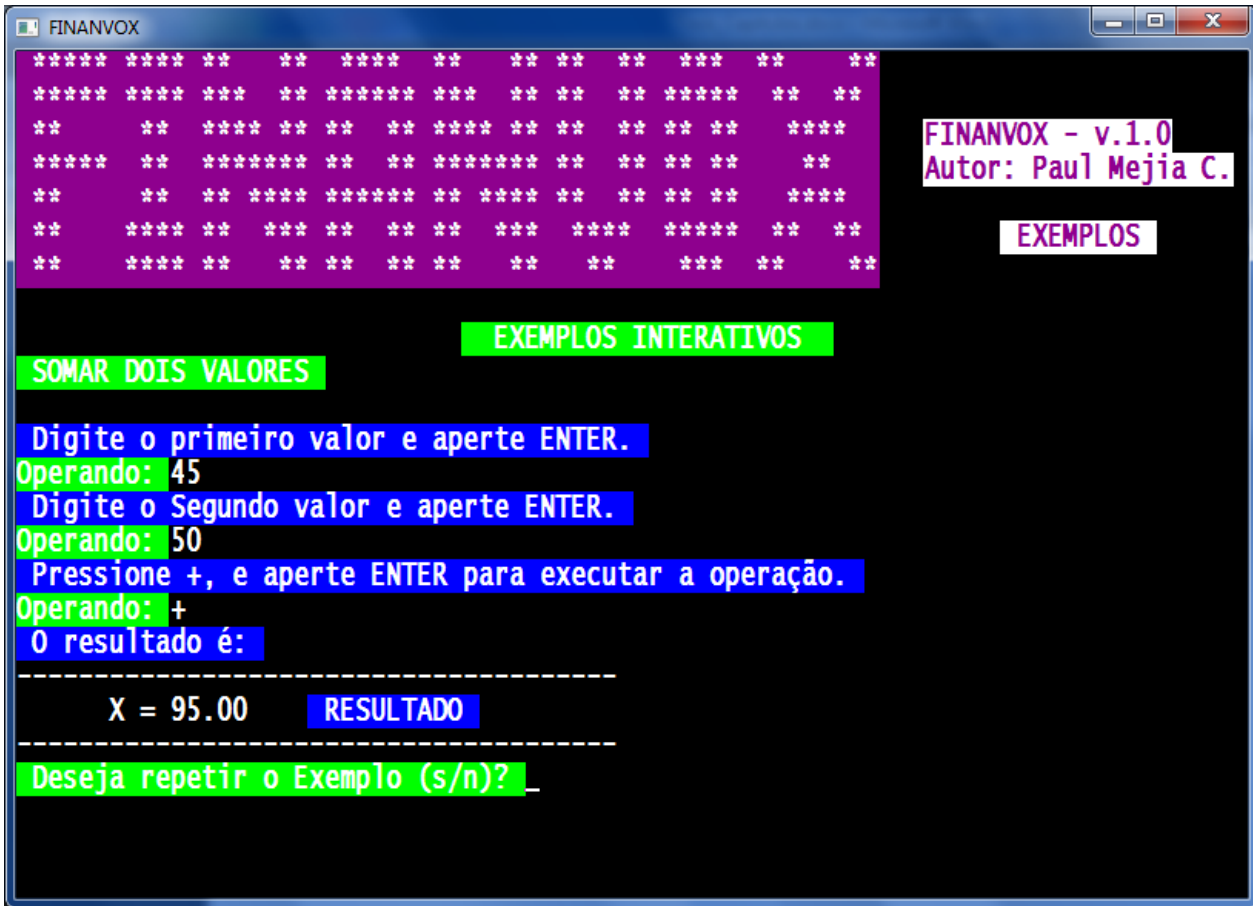 FINANVOX
***** **** **   **  ****  **   ** **  **  ***  **    **
***** **** ***  ** ****** ***  ** **  ** *****  **  **
**     **  **** ** **  ** **** ** **  ** ** **   ****
*****  **  ******* **  ** ******* **  ** ** **    **
**     **  ** **** ****** ** **** **  ** ** **   ****
**    **** **  *** **  ** **  ***  ****  *****  **  **
**    **** **   ** **  ** **   **   **    ***  **    **
FINANVOX - v.1.0
Autor: Paul Mejia C.
EXEMPLOS
EXEMPLOS INTERATIVOS
SOMAR DOIS VALORES
Digite o primeiro valor e aperte ENTER.
Operando: 45
Digite o Segundo valor e aperte ENTER.
Operando: 50
Pressione +, e aperte ENTER para executar a operação.
Operando: +
O resultado é:
---------------------------------------
X = 95.00 RESULTADO
---------------------------------------
Deseja repetir o Exemplo (s/n)? _